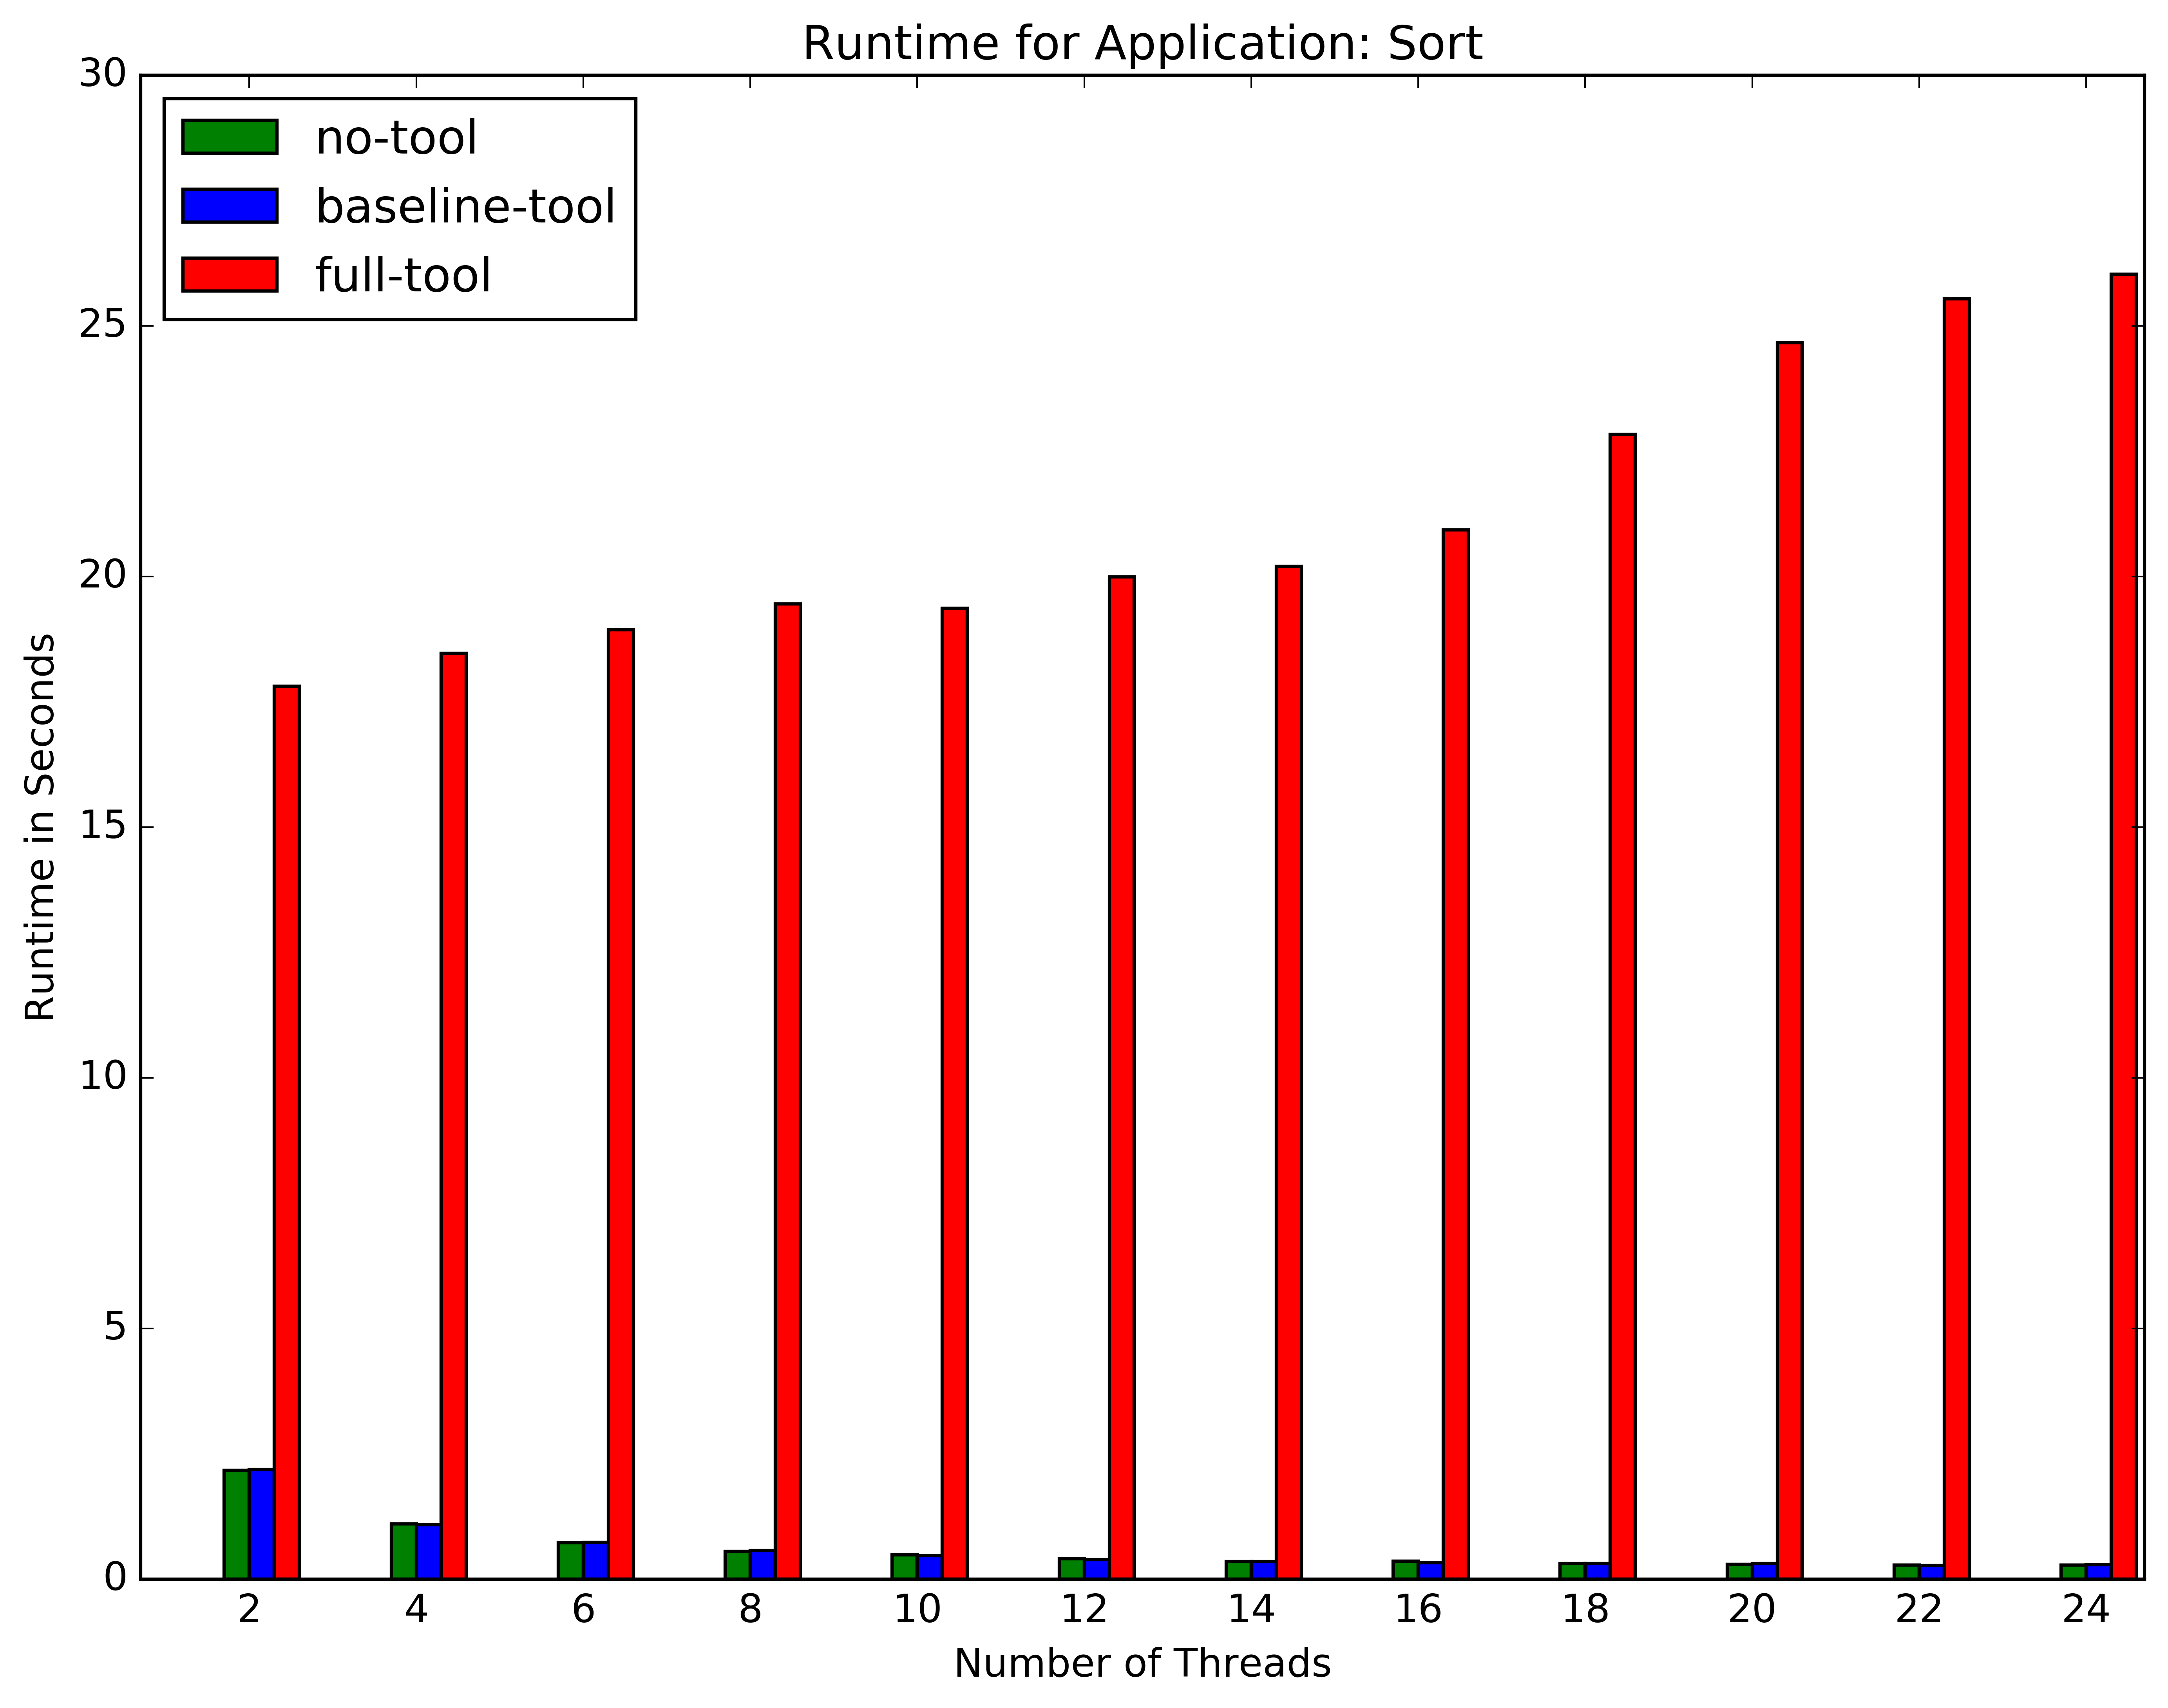 Runtime for Application: Sort
no-tool
baseline-tool
full-tool
Runtime in Seconds
30
25
20
15
10
5
0
2 4 6 8 10 12 14 16 18 20 22 24
Number of Threads